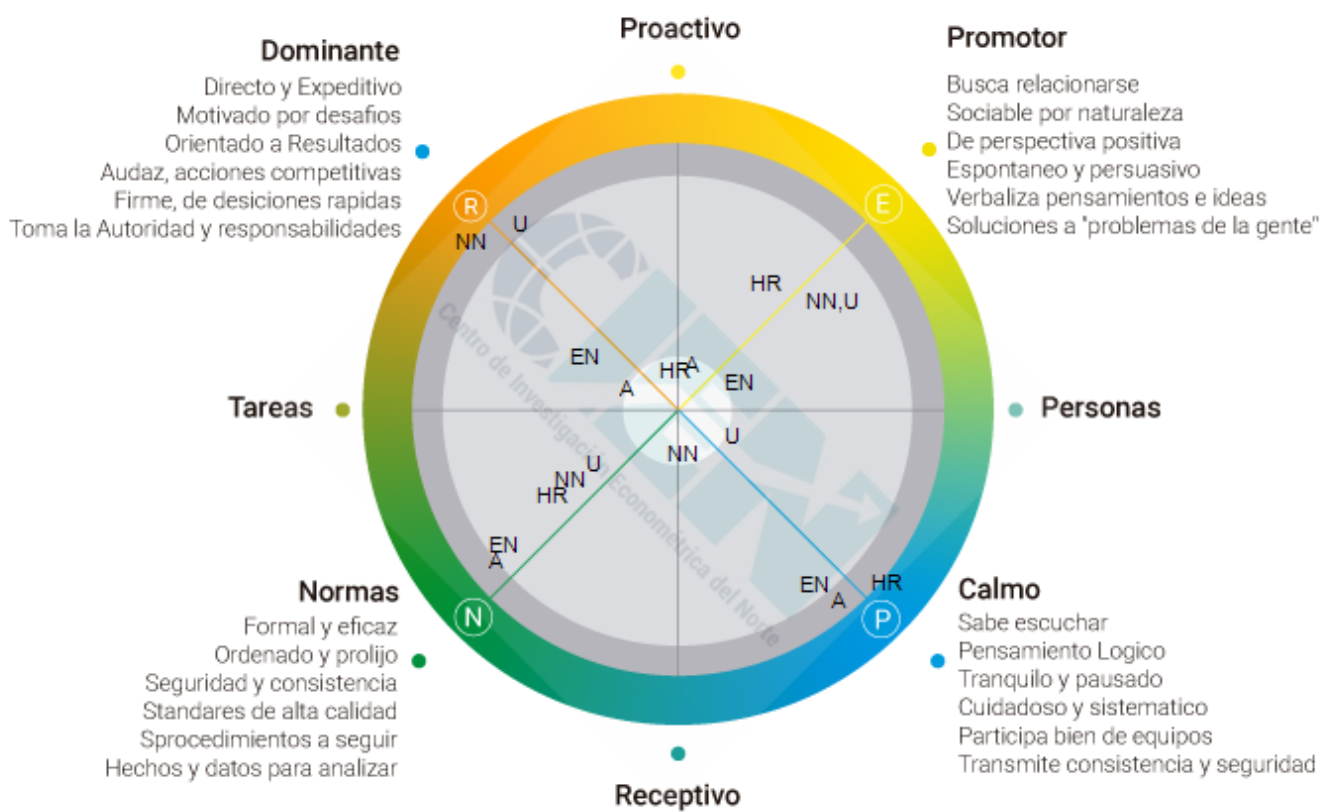 Proactivo
Dominante
Directo y Expeditivo
Motivado por desafios
Orientado a Resultados
Audaz, acciones competitivas
Firme, de desiciones rapidas
Toma la Autoridad y responsabilidades
Promotor
Busca relacionarse
Sociable por naturaleza
De perspectiva positiva
Espontaneo y persuasivo
Verbaliza pensamientos e ideas
Soluciones a "problemas de la gente"
R
E
U
NN
HR
NN,U
EN
A
HR
A
EN
Tareas
Personas
U
NN
U
NN
HR
EN
A
EN
A
HR
N
P
Centro de Investigación Econométrica del Norte
Normas
Formal y eficaz
Ordenado y prolijo
Seguridad y consistencia
Standares de alta calidad
Sprocedimientos a seguir
Hechos y datos para analizar
Calmo
Sabe escuchar
Pensamiento Logico
Tranquilo y pausado
Cuidadoso y sistematico
Participa bien de equipos
Transmite consistencia y seguridad
Receptivo